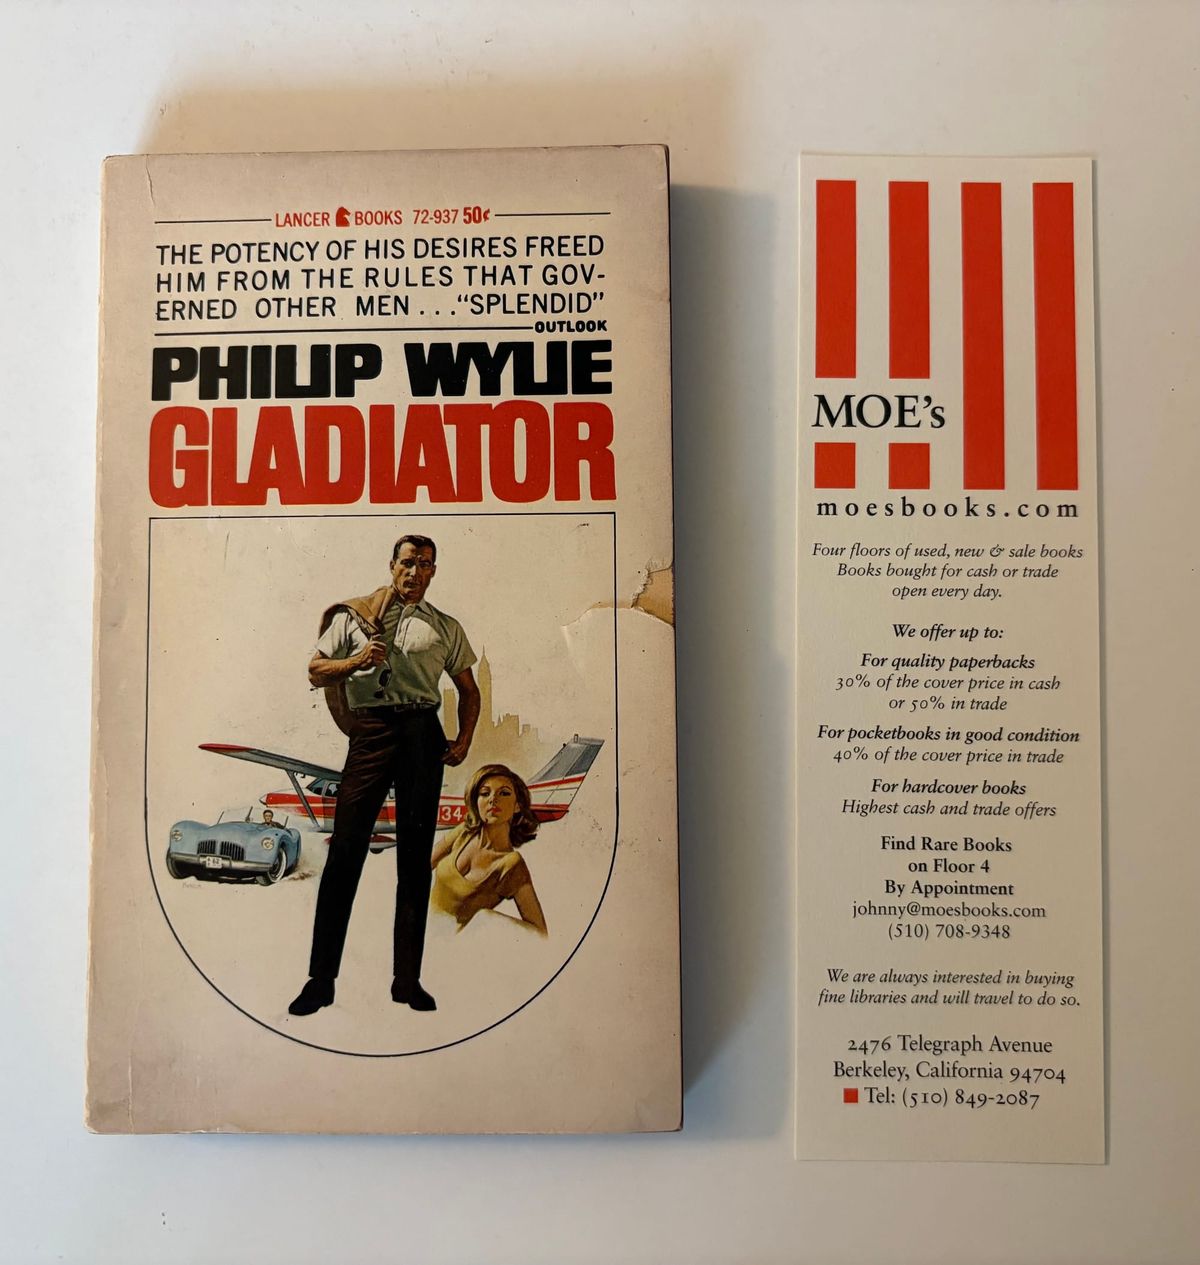 LANCER BOOKS 72-937 50¢
THE POTENCY OF HIS DESIRES FREED
HIM FROM THE RULES THAT GOV-
ERNED OTHER MEN . . . “SPLENDID”
OUTLOOK
PHILIP WYLIE
GLADIATOR
34
MOE's
moesbooks.com
Four floors of used, new & sale books
Books bought for cash or trade
open every day.
We offer up to:
For quality paperbacks
30% of the cover price in cash
or 50% in trade
For pocketbooks in good condition
40% of the cover price in trade
For hardcover books
Highest cash and trade offers
Find Rare Books
on Floor 4
By Appointment
johnny@moesbooks.com
(510) 708-9348
We are always interested in buying
fine libraries and will travel to do so.
2476 Telegraph Avenue
Berkeley, California 94704
Tel: (510) 849-2087